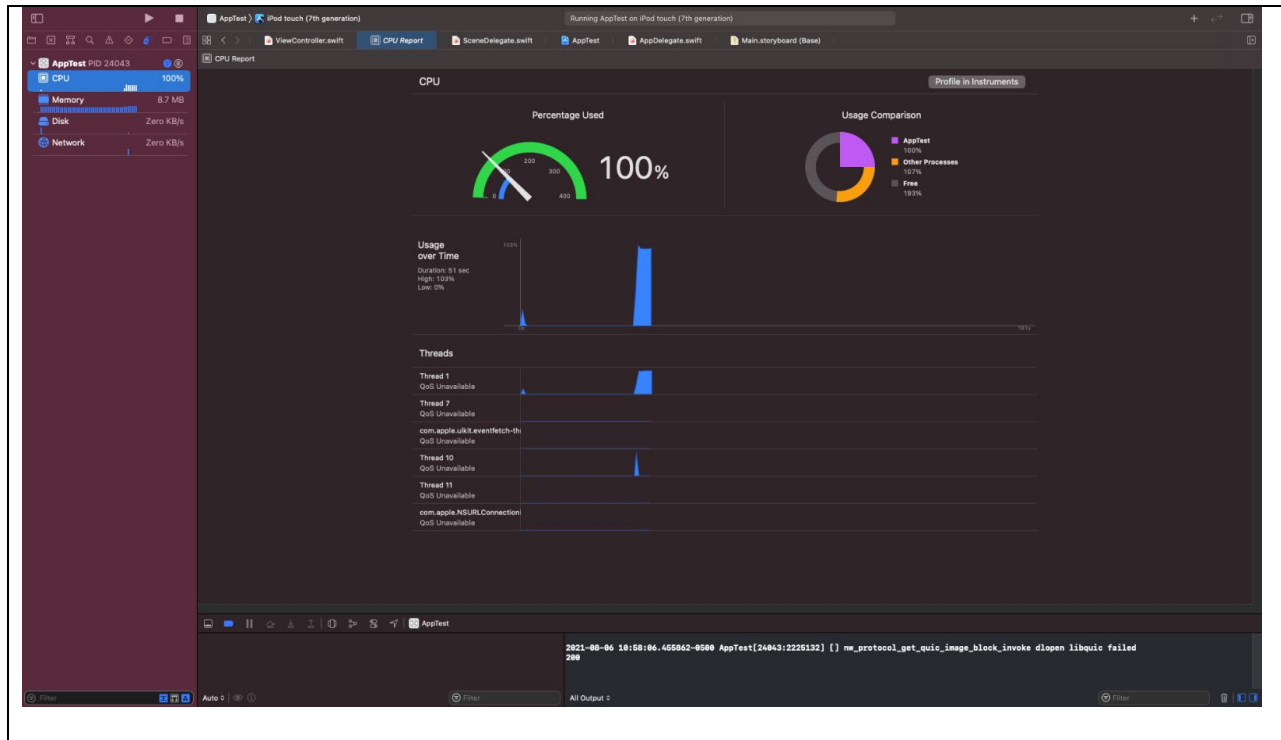 AppTest 〉 iPod touch (7th generation)
Running AppTest on iPod touch (7th generation)
ViewController.swift
CPU Report
SceneDelegate.swift
AppTest
AppDelegate.swift
Main.storyboard (Base)
CPU Report
AppTest PID 24043
CPU 100%
Memory 8.7 MB
Disk Zero KB/s
Network Zero KB/s
CPU
Profile in Instruments
Percentage Used
0
200
300
400
100%
Usage Comparison
AppTest
100%
Other Processes
107%
Free
193%
Usage
over Time
Duration: 51 sec
High: 103%
Low: 0%
103%
0s
Threads
Thread 1
QoS Unavailable
Thread 7
QoS Unavailable
com.apple.uikit.eventfetch-th
QoS Unavailable
Thread 10
QoS Unavailable
Thread 11
QoS Unavailable
com.apple.NSURLConnection
QoS Unavailable
AppTest
2021-08-06 10:58:06.455862-0500 AppTest[24043:2225132] [] nw_protocol_get_quic_image_block_invoke dlopen libquic failed
200
Filter
Auto
Filter
All Output
Filter